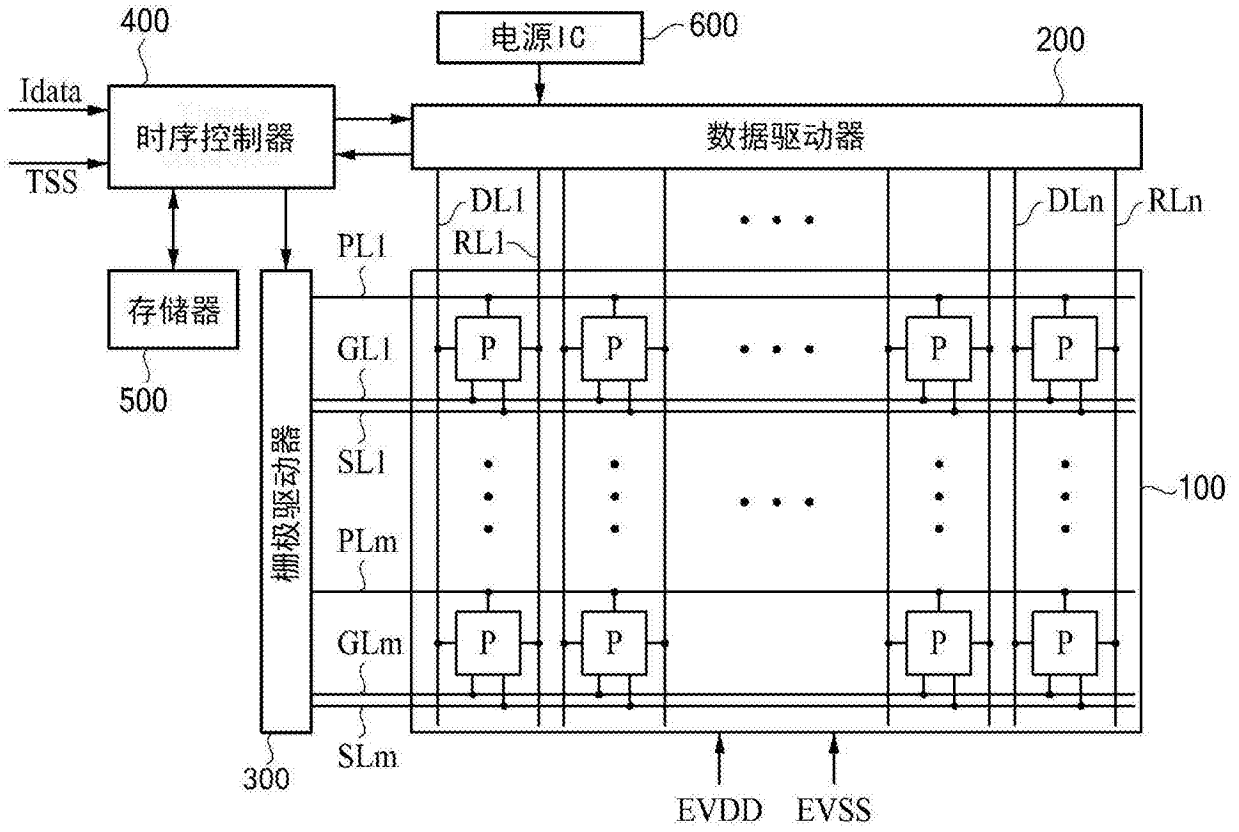 400
电源IC
600
200
Idata
时序控制器
数据驱动器
TSS
DL1
DLn
RLn
RL1
PL1
存储器
P
P
P
P
GL1
500
SL1
栅极驱动器
100
PLm
P
P
P
P
GLm
SLm
300
EVDD
EVSS